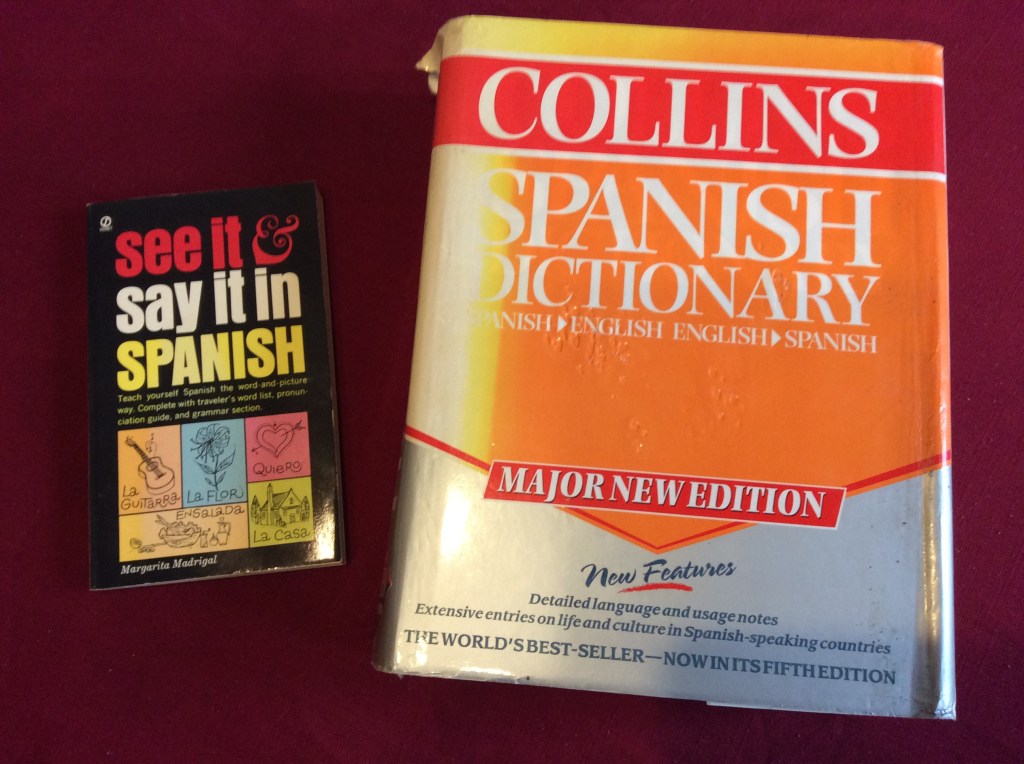 see it &
say it in
SPANISH
Teach yourself Spanish the word-and-picture
way. Complete with traveler's word list, pronun-
ciation guide, and grammar section.
La
GUITARRA
La FLOR
QUIERO
ENSALADA
La CASA
Margarita Madrigal
COLLINS
SPANISH
DICTIONARY
SPANISH▶ENGLISH ENGLISH▶SPANISH
MAJOR NEW EDITION
New Features
Detailed language and usage notes
Extensive entries on life and culture in Spanish-speaking countries
THE WORLD'S BEST-SELLER—NOW IN ITS FIFTH EDITION